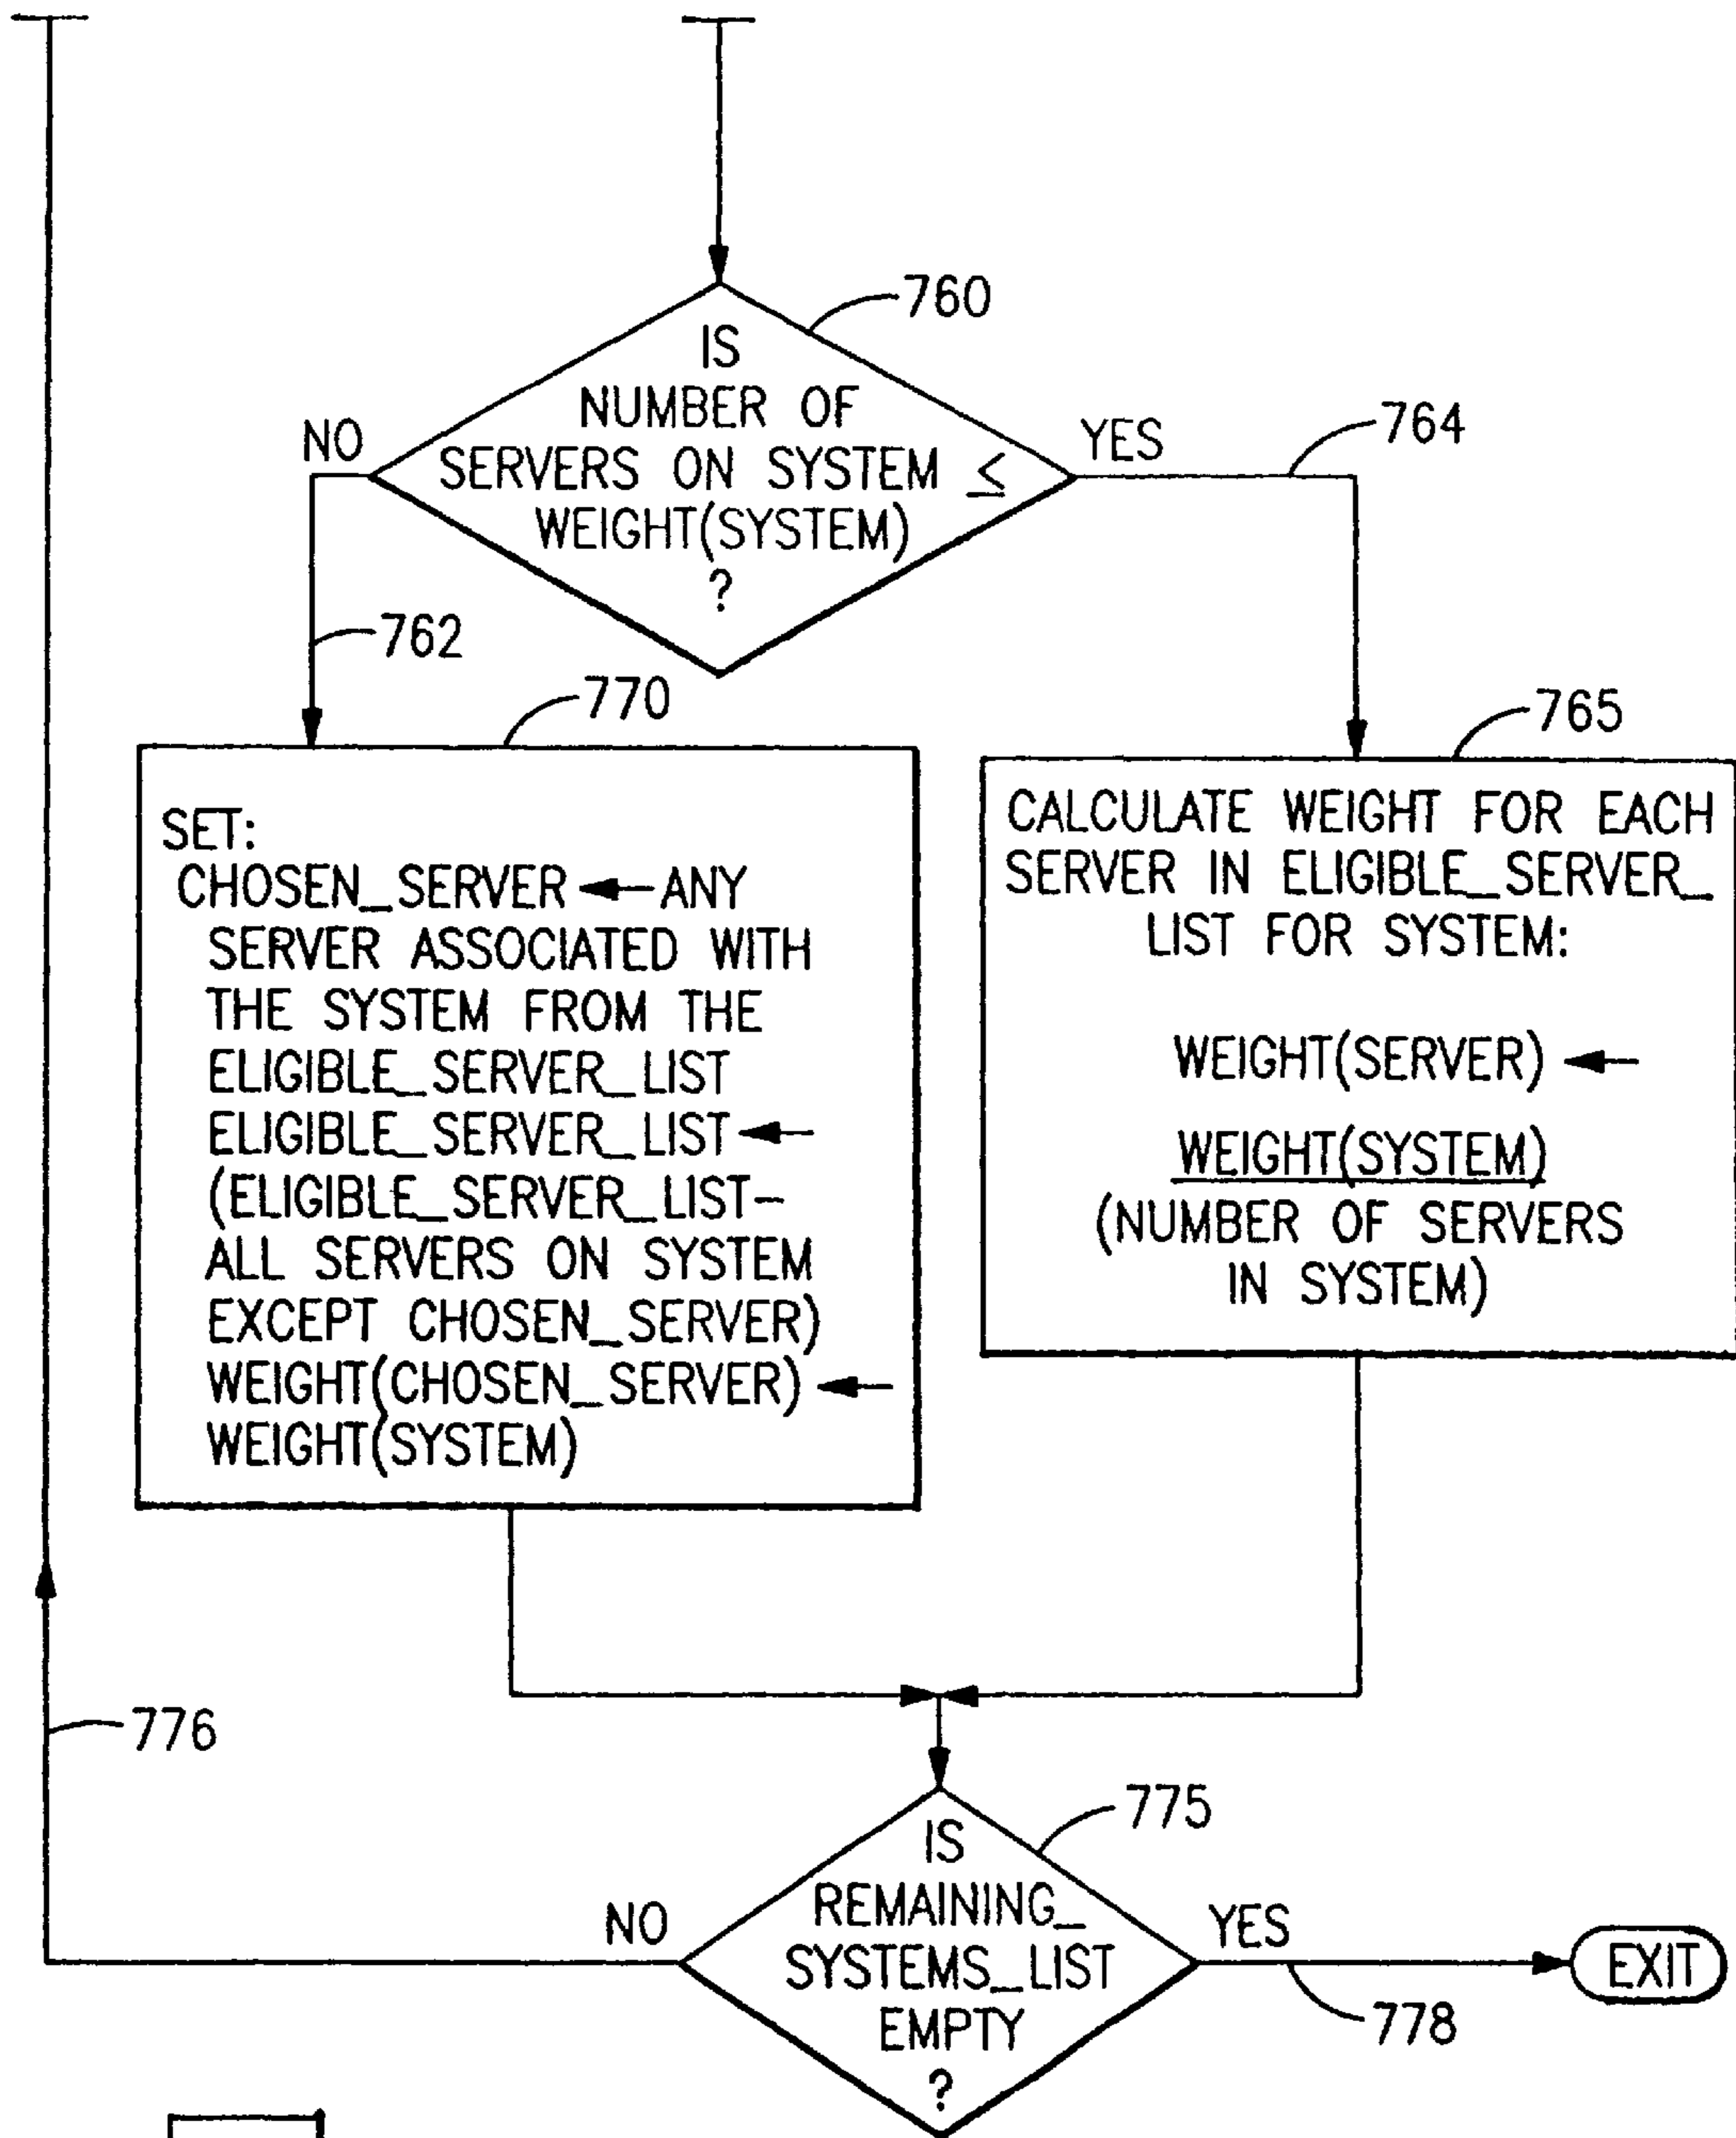 760
IS
NUMBER OF
SERVERS ON SYSTEM ≤
WEIGHT(SYSTEM)
?
NO
YES
764
762
770
765
SET:
CHOSEN_SERVER ← ANY
SERVER ASSOCIATED WITH
THE SYSTEM FROM THE
ELIGIBLE_SERVER_LIST
ELIGIBLE_SERVER_LIST ←
(ELIGIBLE_SERVER_LIST–
ALL SERVERS ON SYSTEM
EXCEPT CHOSEN_SERVER)
WEIGHT(CHOSEN_SERVER) ←
WEIGHT(SYSTEM)
CALCULATE WEIGHT FOR EACH
SERVER IN ELIGIBLE_SERVER_
LIST FOR SYSTEM:
WEIGHT(SERVER) ←
WEIGHT(SYSTEM)
(NUMBER OF SERVERS
IN SYSTEM)
776
775
IS
REMAINING_
SYSTEMS_LIST
EMPTY
?
NO
YES
778
EXIT